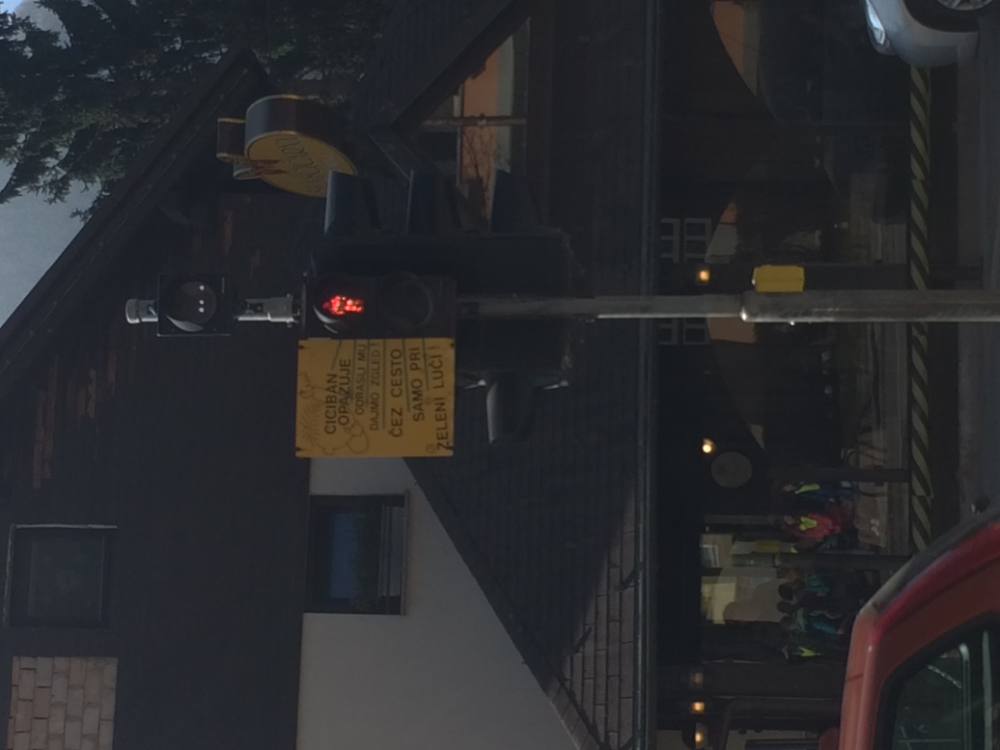 CICIBAN
OPAZUJE
ODRASLI MU
DAJMO ZGLED!
ČEZ CESTO
SAMO PRI
ZELENI LUČI!